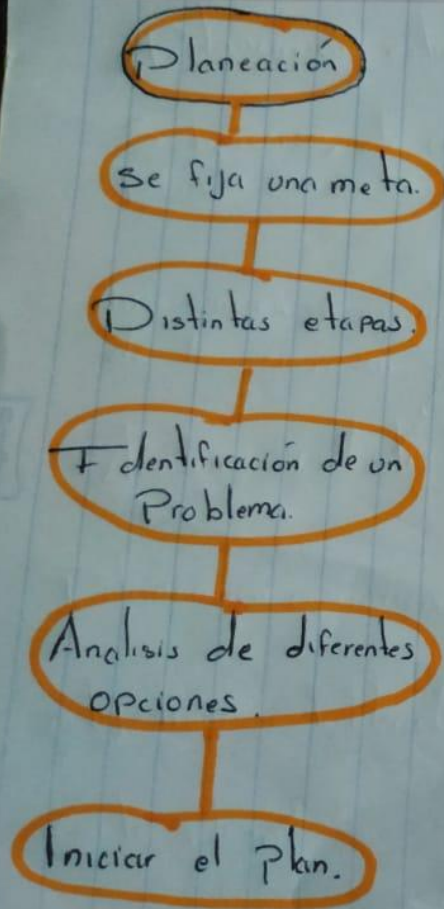 Planeación
Se fija una meta.
Distintas etapas.
Identificación de un
Problema.
Analisis de diferentes
opciones.
Iniciar el plan.